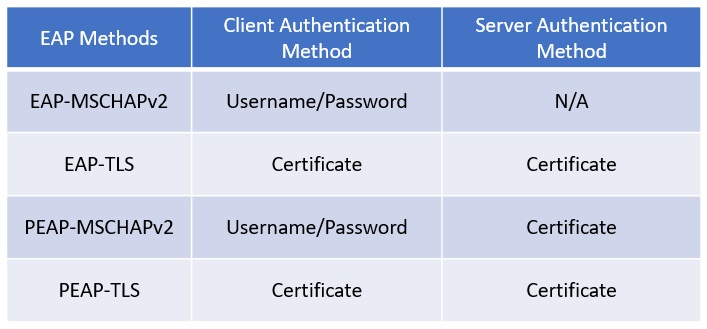 EAP Methods
Client Authentication
Method
Server Authentication
Method
EAP-MSCHAPv2
Username/Password
N/A
EAP-TLS
Certificate
Certificate
PEAP-MSCHAPv2
Username/Password
Certificate
PEAP-TLS
Certificate
Certificate